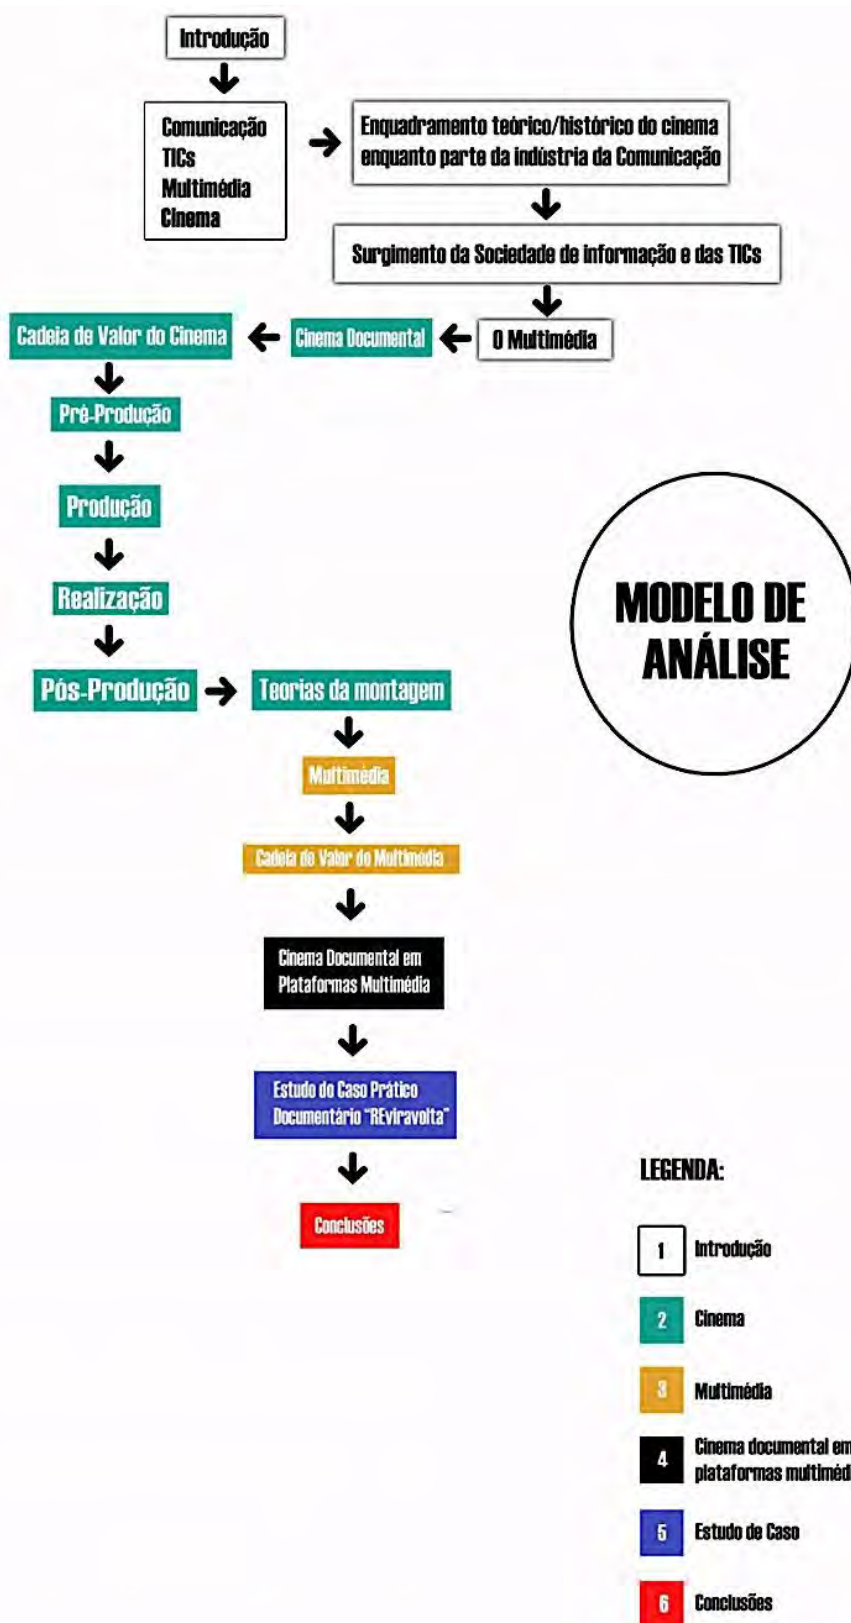 Introdução
Comunicação
TICs
Multimédia
Cinema
Enquadramento teórico/histórico do cinema
enquanto parte da indústria da Comunicação
Surgimento da Sociedade de informação e das TICs
O Multimédia
Cinema Documental
Cadeia de Valor do Cinema
Pré-Produção
Produção
Realização
Pós-Produção
Teorias da montagem
Multimédia
Cadeia de Valor do Multimédia
Cinema Documental em
Plataformas Multimédia
Estudo do Caso Prático
Documentário “REviravolta”
Conclusões
MODELO DE
ANÁLISE
LEGENDA:
1 Introdução
2 Cinema
3 Multimédia
4 Cinema documental em
plataformas multimédi
5 Estudo de Caso
6 Conclusões